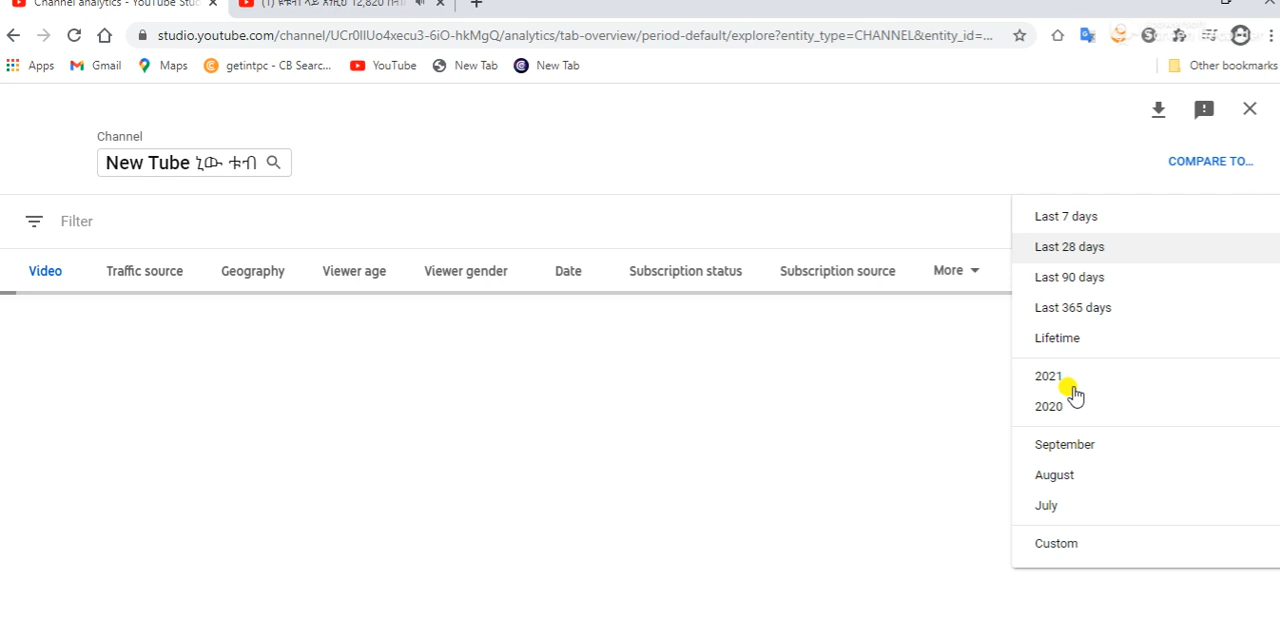 Channel analytics - YouTube Stu
12,820
studio.youtube.com/channel/UCr0IIUo4xecu3-6iO-hkMgQ/analytics/tab-overview/period-default/explore?entity_type=CHANNEL&entity_id=...
Apps Gmail Maps getintpc - CB Searc... YouTube New Tab New Tab Other bookmarks
Channel
New Tube ኒው ቱብ
COMPARE TO...
Filter
Video Traffic source Geography Viewer age Viewer gender Date Subscription status Subscription source More
Last 7 days
Last 28 days
Last 90 days
Last 365 days
Lifetime
2021
2020
September
August
July
Custom